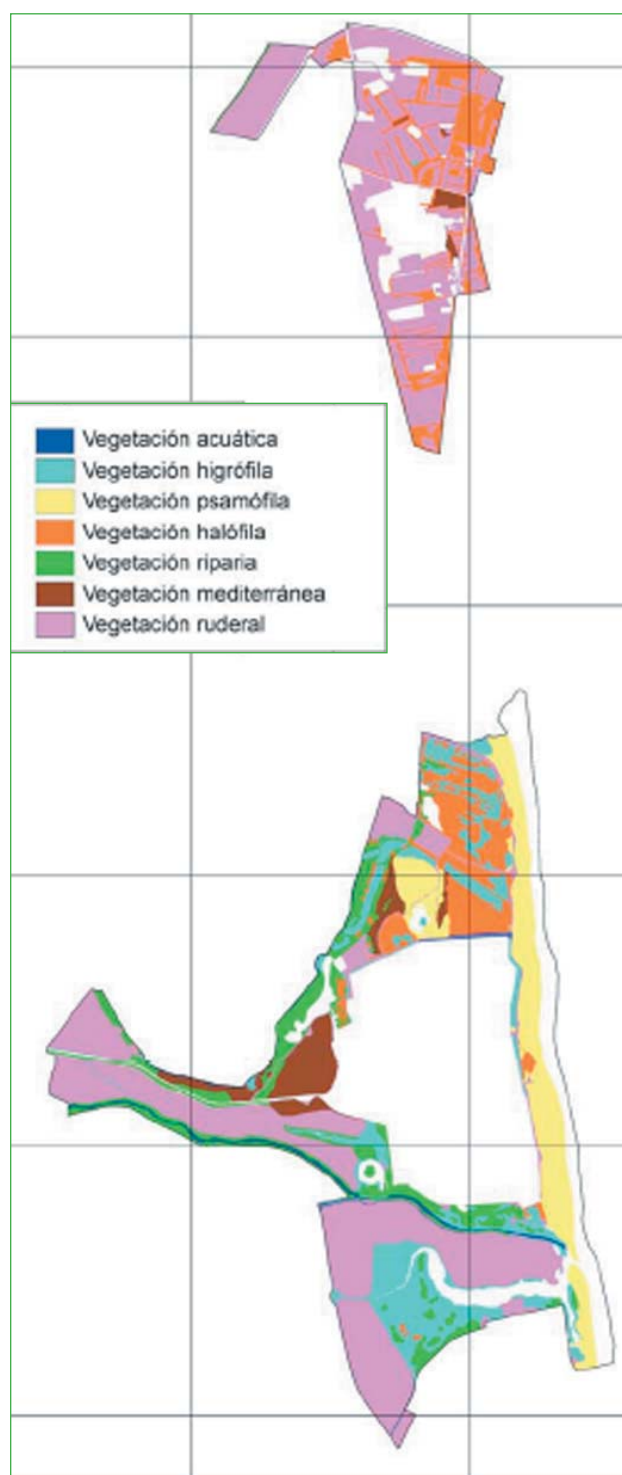 Vegetación acuática
Vegetación higrófila
Vegetación psamófila
Vegetación halófila
Vegetación riparia
Vegetación mediterránea
Vegetación ruderal